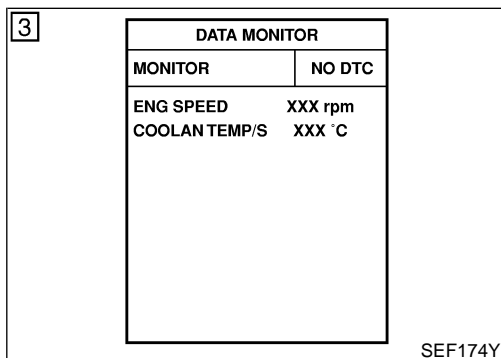 3
DATA MONITOR
MONITOR NO DTC
ENG SPEED XXX rpm
COOLAN TEMP/S XXX °C
SEF174Y